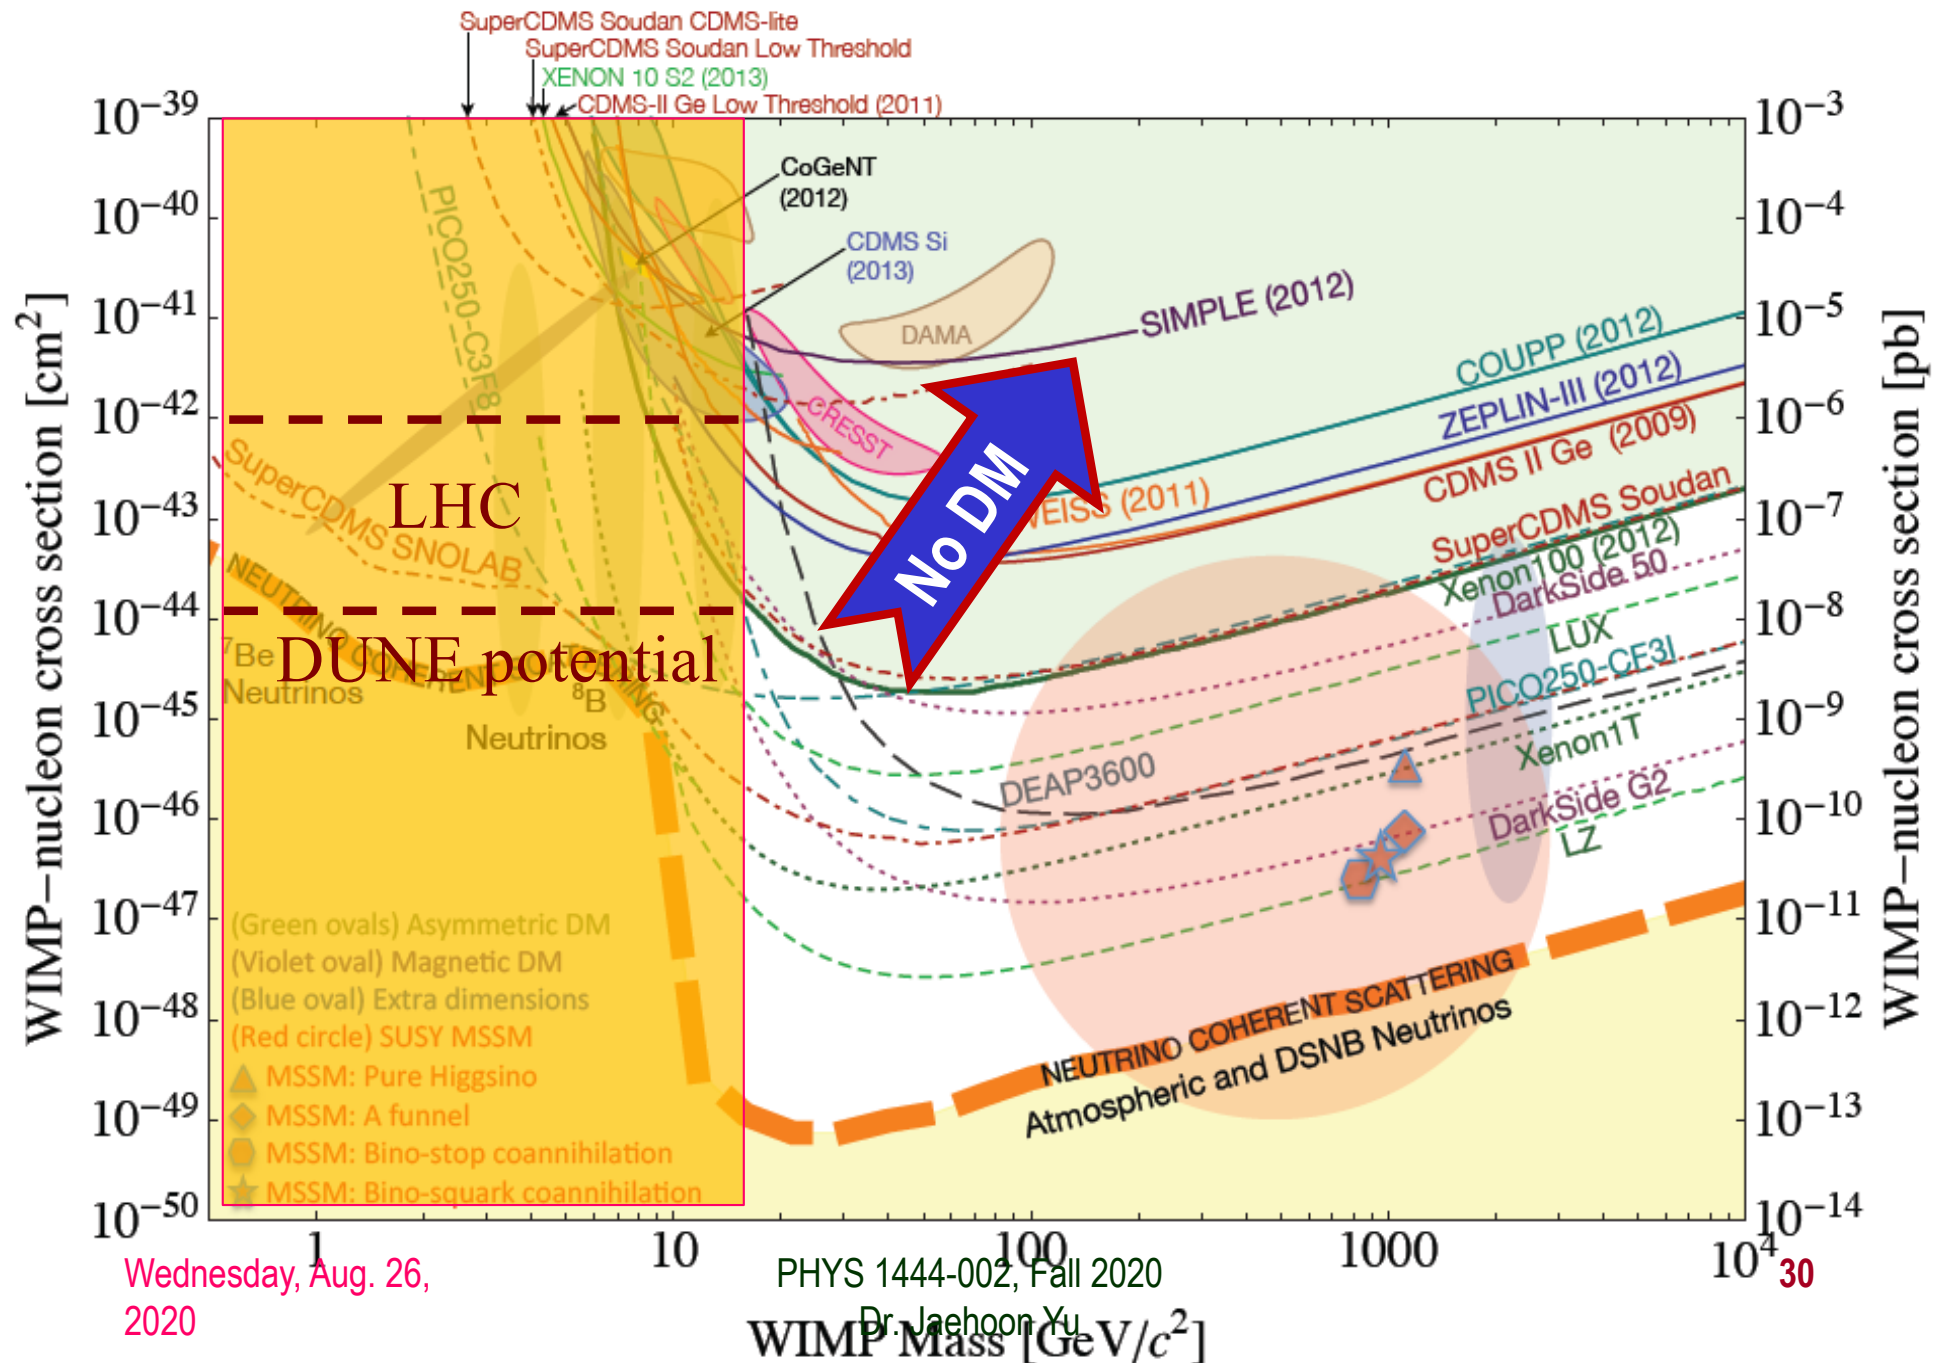 SuperCDMS Soudan CDMS-lite
SuperCDMS Soudan Low Threshold
XENON 10 S2 (2013)
CDMS-II Ge Low Threshold (2011)
10−39
10−40
10−41
10−42
10−43
10−44
10−45
10−46
10−47
10−48
10−49
10−50
WIMP−nucleon cross section [cm2]
10−3
10−4
10−5
10−6
10−7
10−8
10−9
10−10
10−11
10−12
10−13
10−14
WIMP−nucleon cross section [pb]
CoGeNT
(2012)
CDMS Si
(2013)
PICO250-C3F8
DAMA
SIMPLE (2012)
COUPP (2012)
ZEPLIN-III (2012)
CRESST
CDMS II Ge (2009)
EISS (2011)
No DM
SuperCDMS Soudan
Xenon100 (2012)
DarkSide 50
LUX
PICO250-CF3I
Xenon1T
DEAP3600
DarkSide G2
LZ
SuperCDMS SNOLAB
LHC
NEUTRINO COHERENT SCATTERING
DUNE potential
7Be
Neutrinos
8B
Neutrinos
(Green ovals) Asymmetric DM
(Violet oval) Magnetic DM
(Blue oval) Extra dimensions
(Red circle) SUSY MSSM
MSSM: Pure Higgsino
MSSM: A funnel
MSSM: Bino-stop coannihilation
MSSM: Bino-squark coannihilation
NEUTRINO COHERENT SCATTERING
Atmospheric and DSNB Neutrinos
1
10
100
1000
104
WIMP Mass [GeV/c2]
Wednesday, Aug. 26,
2020
PHYS 1444-002, Fall 2020
Dr. Jaehoon Yu
30